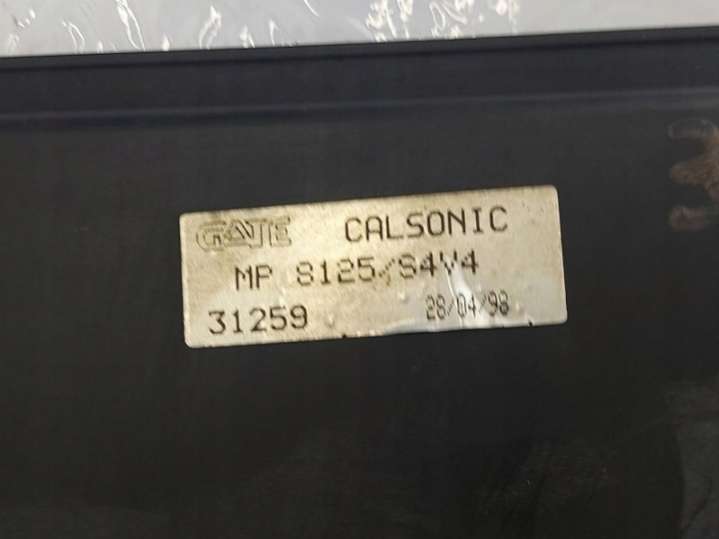 GATE CALSONIC
MP 8125/S4V4
31259 28/04/98